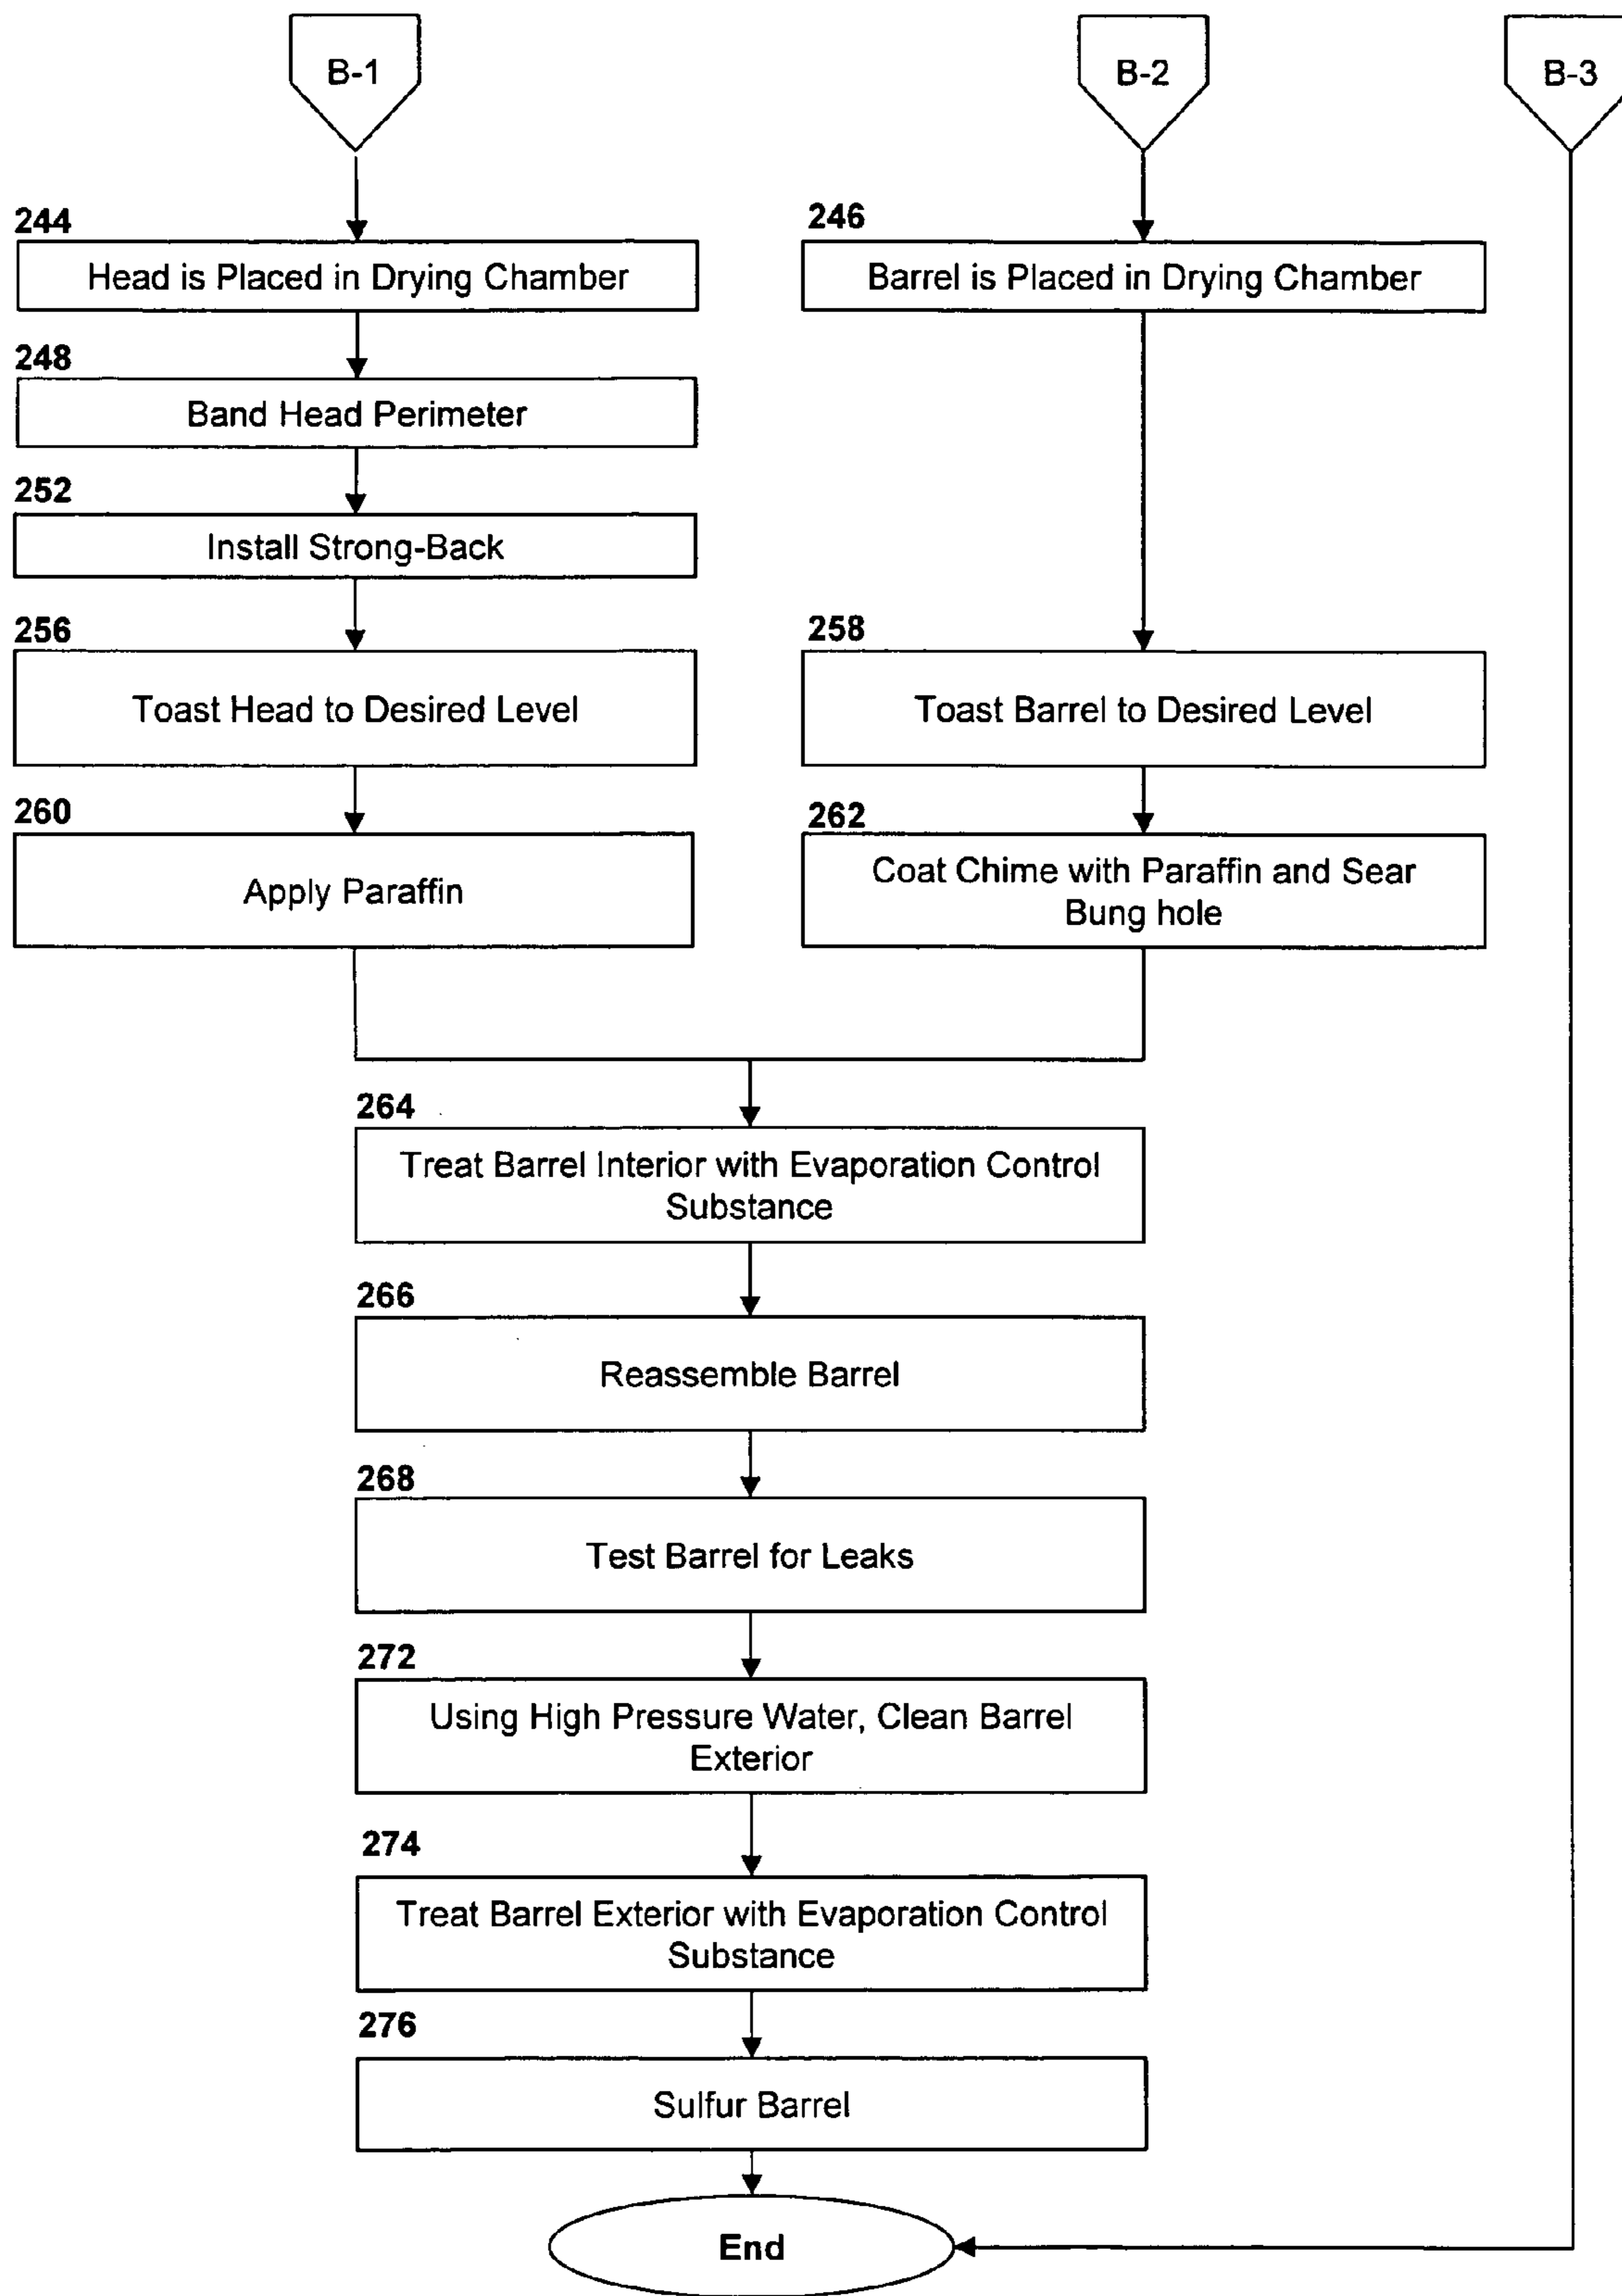 B-1
B-2
B-3
244
Head is Placed in Drying Chamber
246
Barrel is Placed in Drying Chamber
248
Band Head Perimeter
252
Install Strong-Back
256
Toast Head to Desired Level
258
Toast Barrel to Desired Level
260
Apply Paraffin
262
Coat Chime with Paraffin and Sear
Bung hole
264
Treat Barrel Interior with Evaporation Control
Substance
266
Reassemble Barrel
268
Test Barrel for Leaks
272
Using High Pressure Water, Clean Barrel
Exterior
274
Treat Barrel Exterior with Evaporation Control
Substance
276
Sulfur Barrel
End